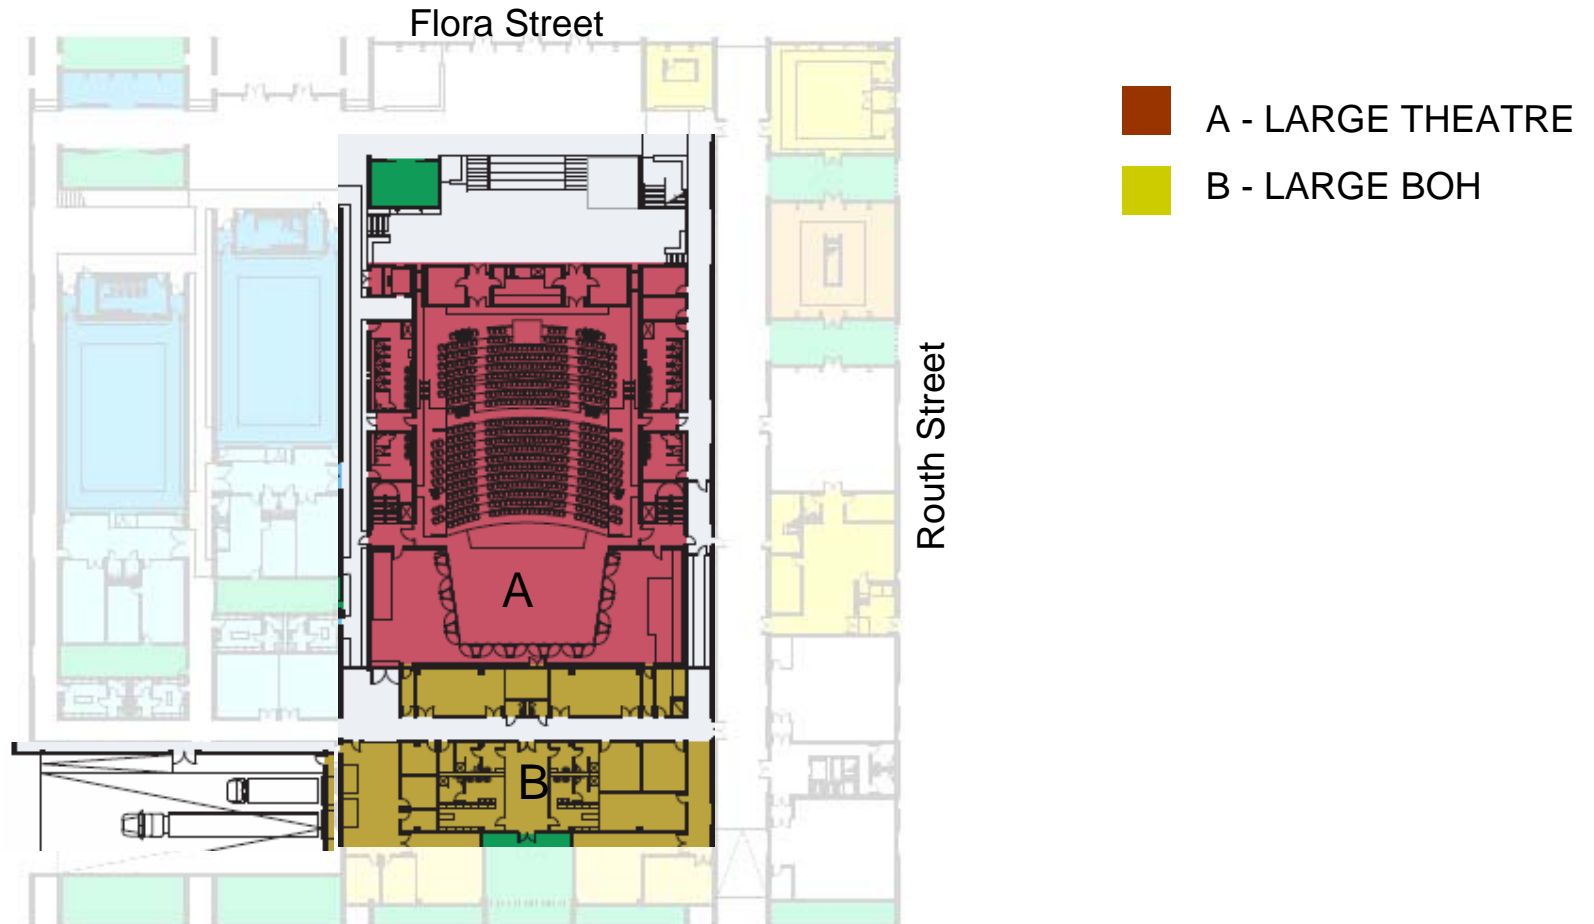 Flora Street
A - LARGE THEATRE
B - LARGE BOH
Routh Street
A
B